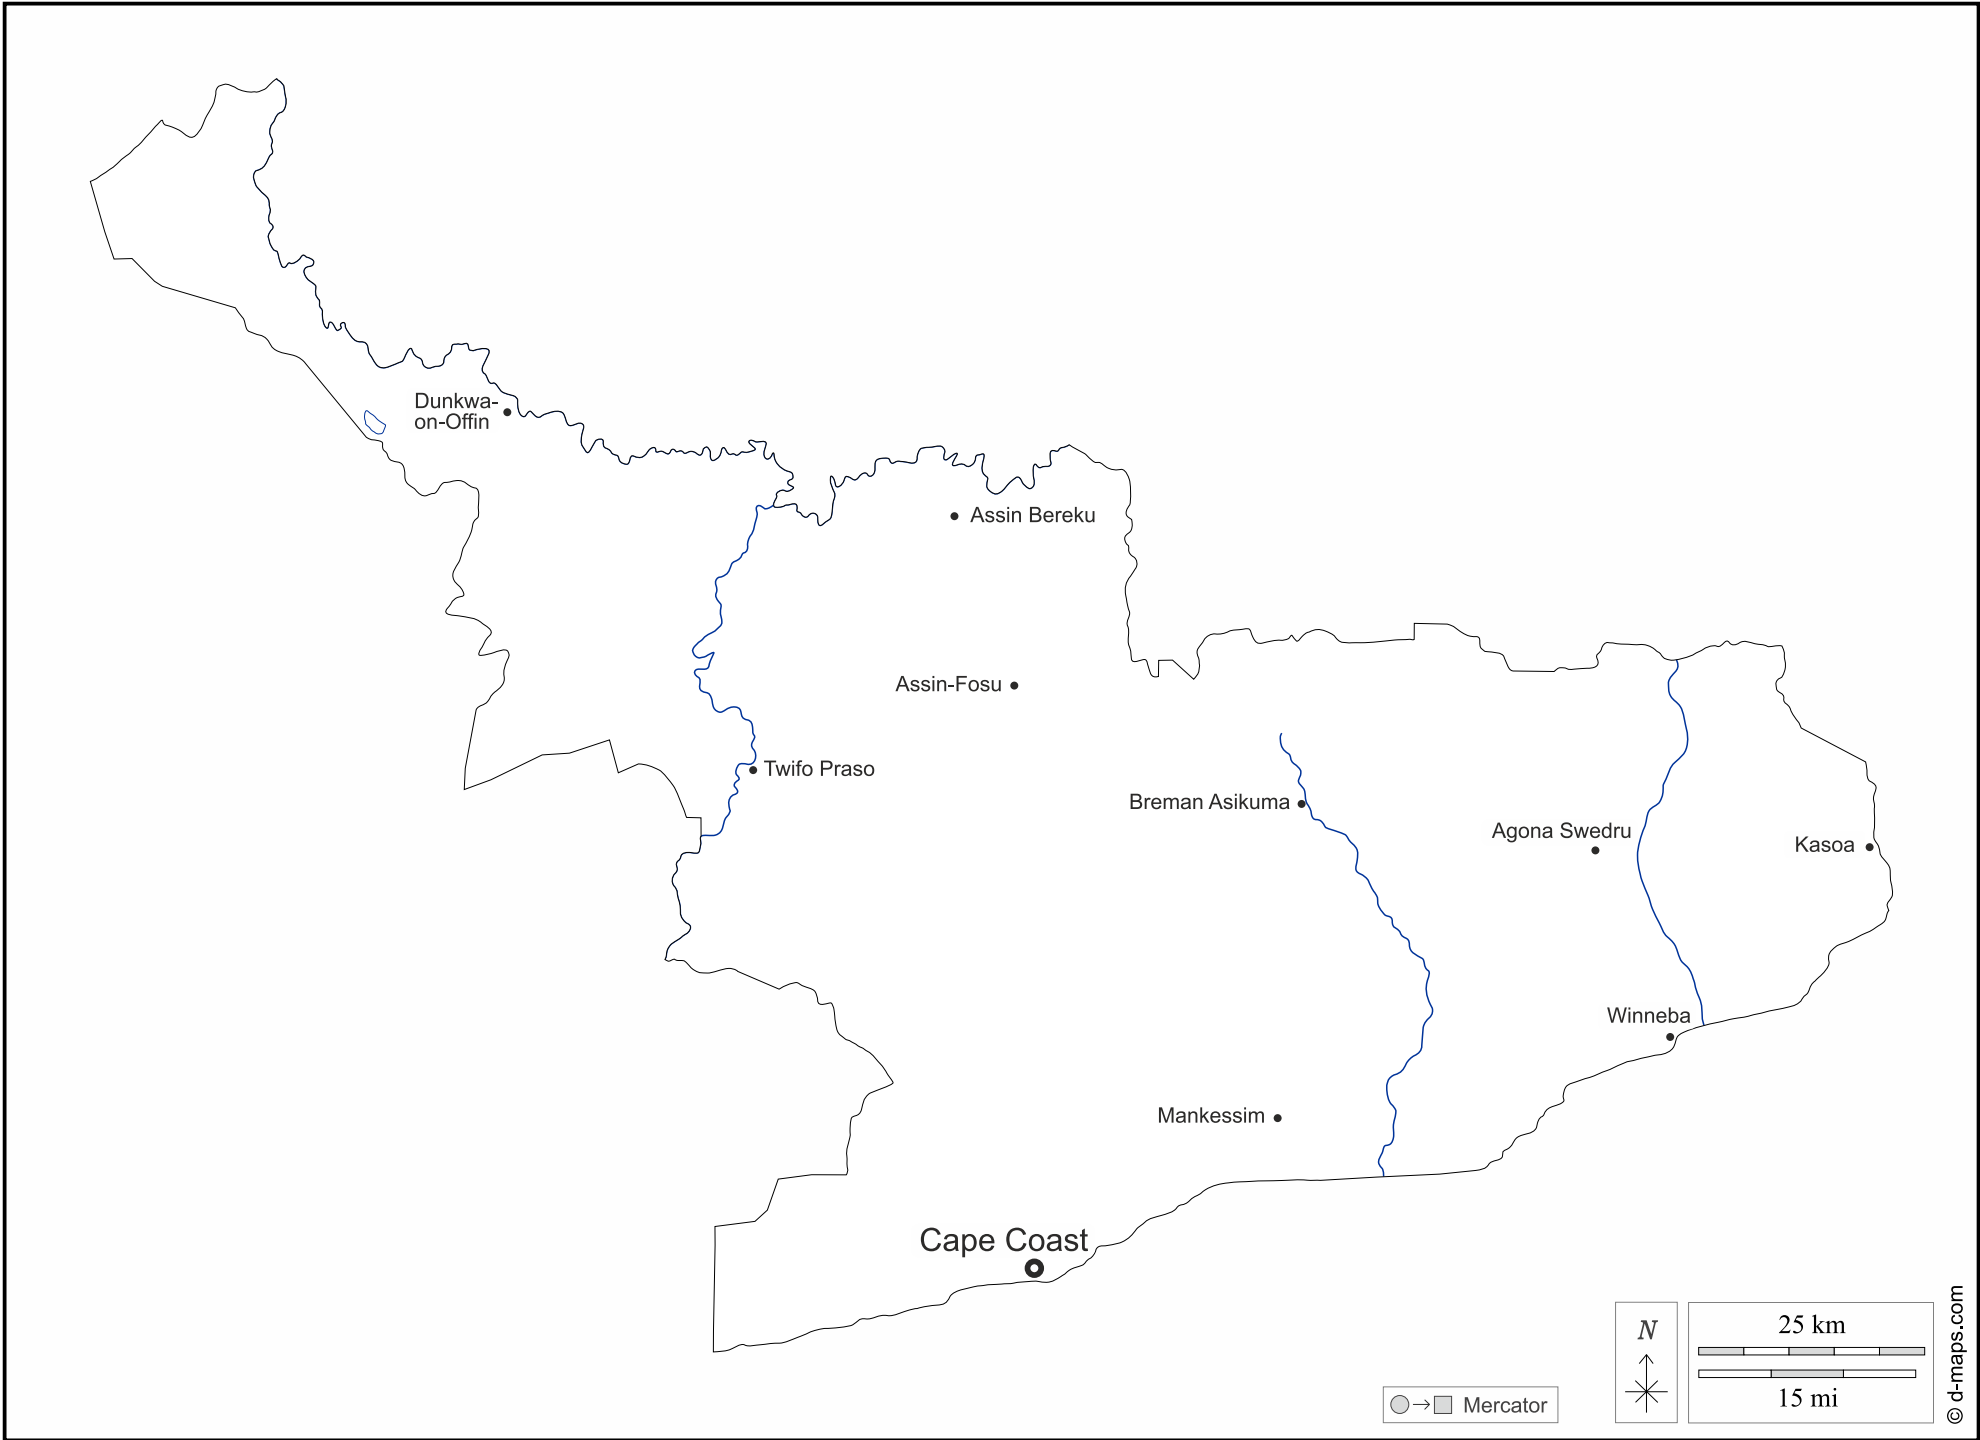 Dunkwa-
on-Offin
Assin Bereku
Assin-Fosu
Twifo Praso
Breman Asikuma
Agona Swedru
Kasoa
Winneba
Mankessim
Cape Coast
N
25 km
15 mi
Mercator
© d-maps.com